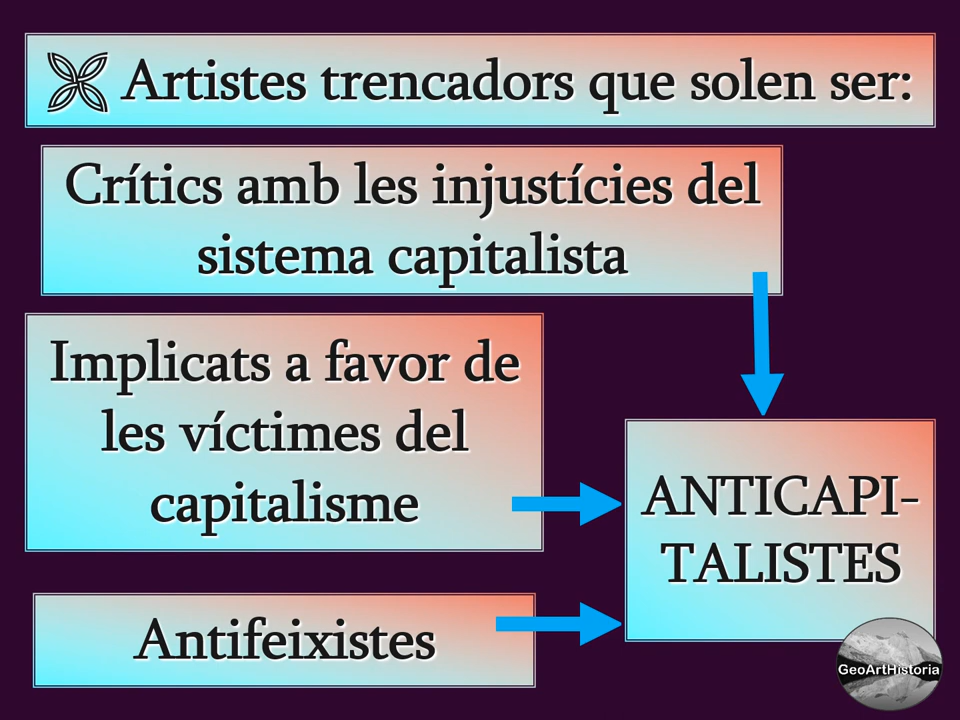 Artistes trencadors que solen ser:
Crítics amb les injustícies del
sistema capitalista
Implicats a favor de
les víctimes del
capitalisme
ANTICAPI-
TALISTES
Antifeixistes
GeoArtHistoria